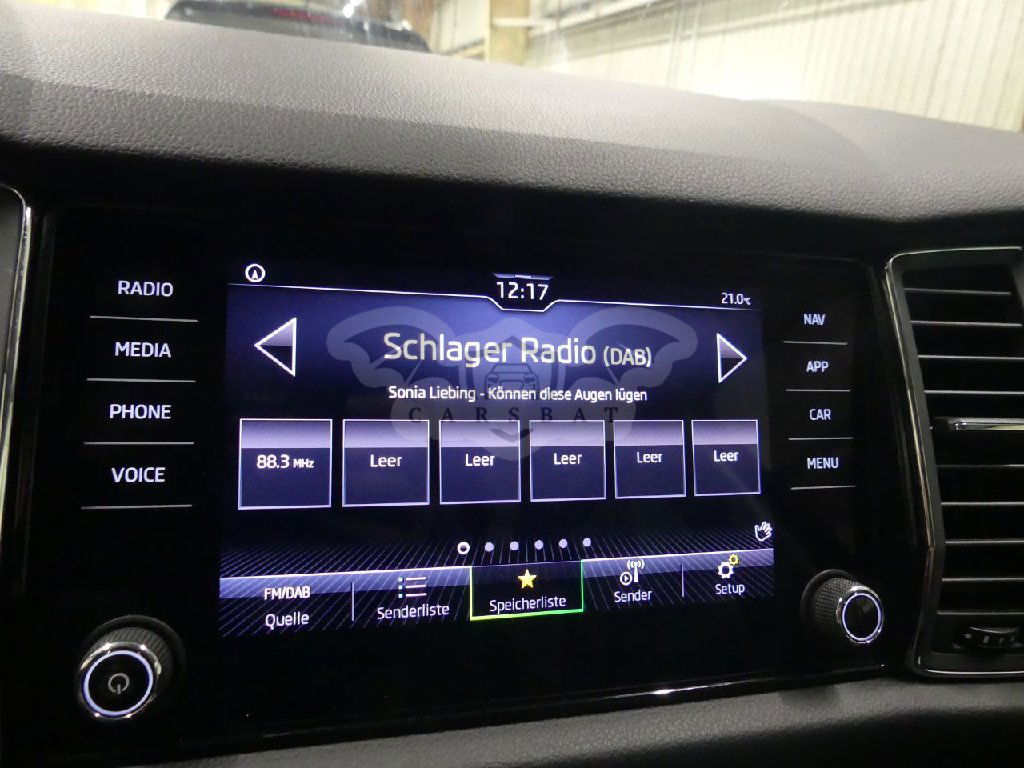 12:17
21.0°C
RADIO
MEDIA
PHONE
VOICE
Schlager Radio (DAB)
Sonia Liebing - Können diese Augen lügen
CARSBAT
88.3 MHz
Leer
Leer
Leer
Leer
Leer
FM/DAB
Quelle
Senderliste
Speicherliste
Sender
Setup
NAV
APP
CAR
MENU